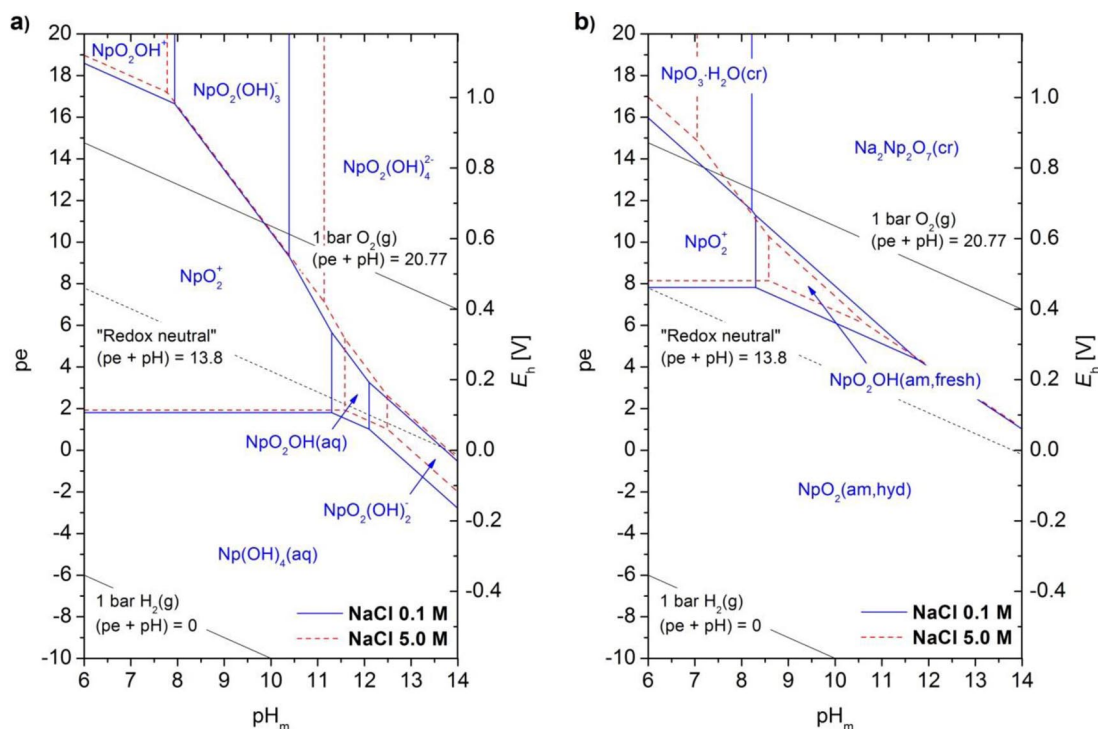 a)
20
18
16
14
12
10
8
6
4
2
0
-2
-4
-6
-8
-10
pe
NpO₂OH⁺
NpO₂(OH)₃⁻
NpO₂(OH)₄²⁻
1 bar O₂(g)
(pe + pH) = 20.77
NpO₂⁺
"Redox neutral"
(pe + pH) = 13.8
NpO₂OH(aq)
NpO₂(OH)₂⁻
Np(OH)₄(aq)
1 bar H₂(g)
(pe + pH) = 0
NaCl 0.1 M
NaCl 5.0 M
1.0
0.8
0.6
0.4
0.2
0.0
-0.2
-0.4
Eₕ [V]
6 7 8 9 10 11 12 13 14
pHₘ
b)
20
18
16
14
12
10
8
6
4
2
0
-2
-4
-6
-8
-10
pe
NpO₃·H₂O(cr)
Na₂Np₂O₇(cr)
1 bar O₂(g)
(pe + pH) = 20.77
NpO₂⁺
"Redox neutral"
(pe + pH) = 13.8
NpO₂OH(am,fresh)
NpO₂(am,hyd)
1 bar H₂(g)
(pe + pH) = 0
NaCl 0.1 M
NaCl 5.0 M
1.0
0.8
0.6
0.4
0.2
0.0
-0.2
-0.4
Eₕ [V]
6 7 8 9 10 11 12 13 14
pHₘ